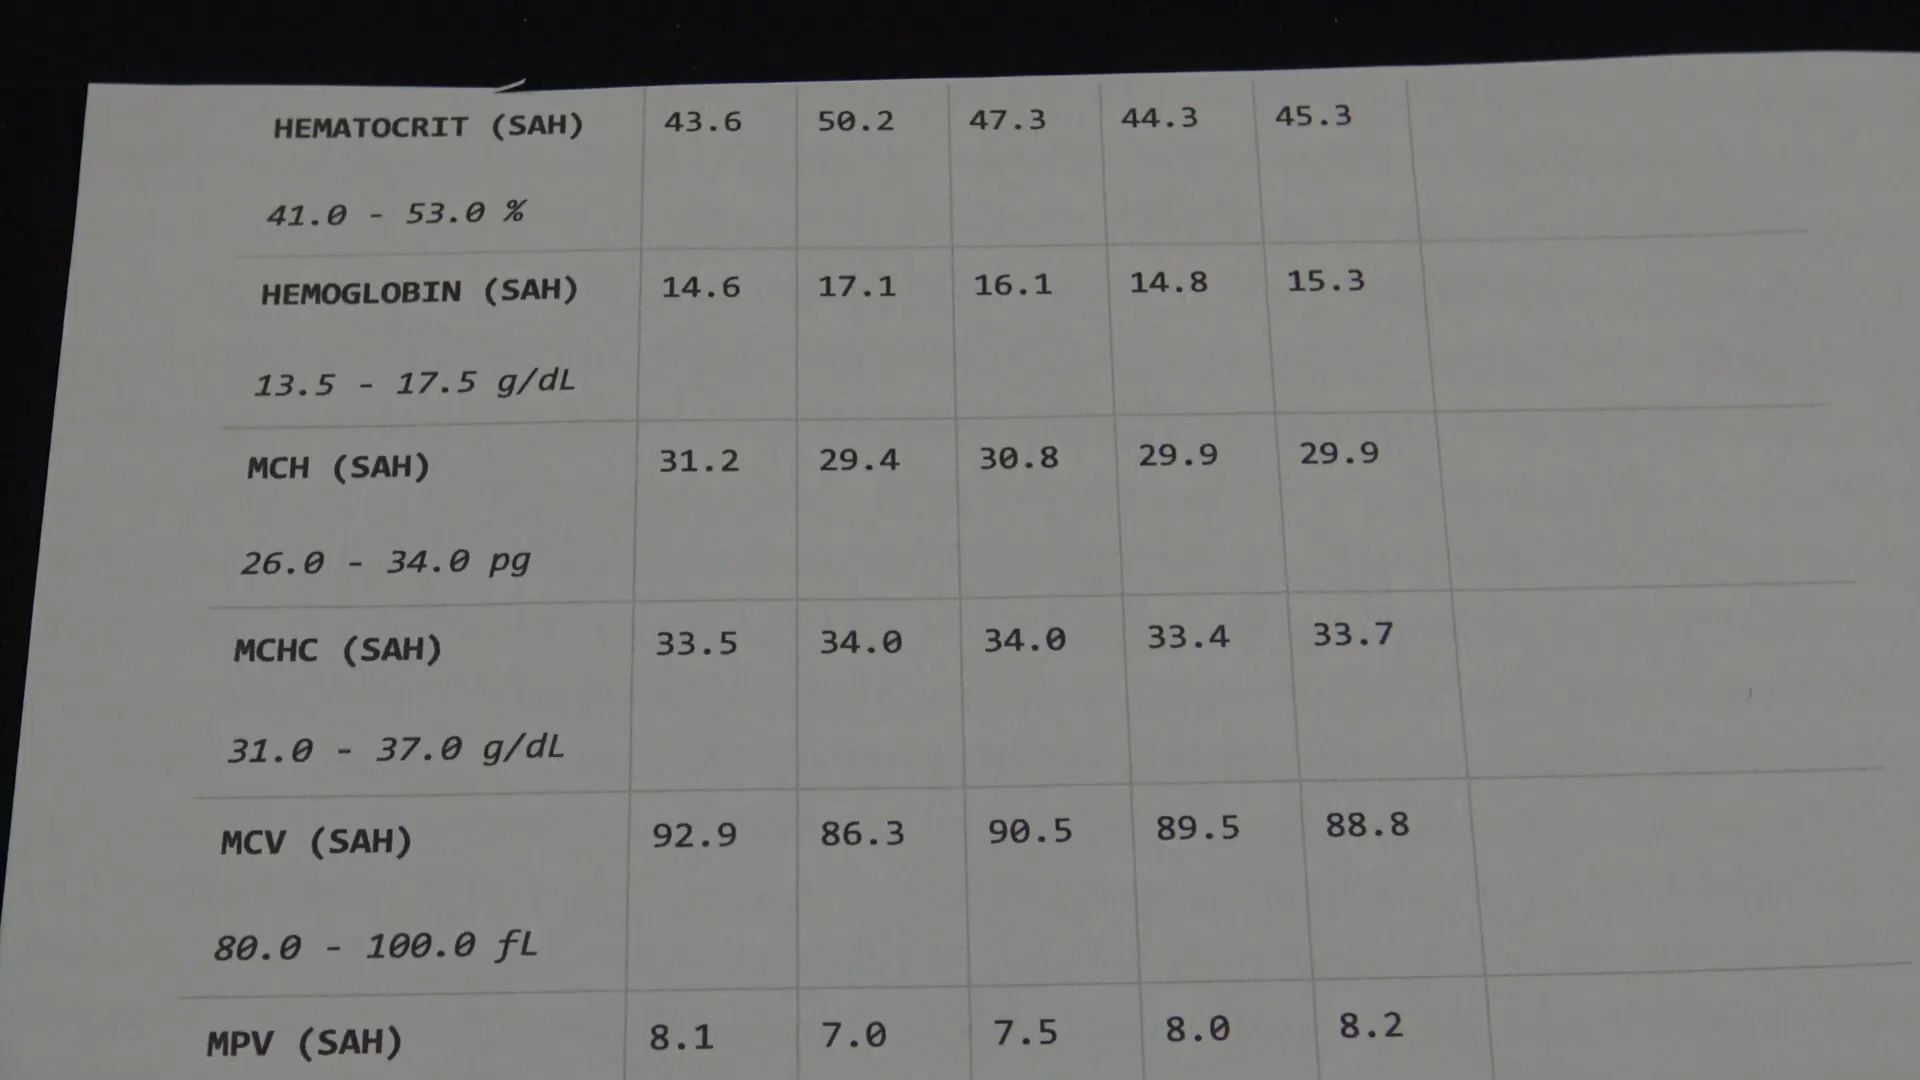 HEMATOCRIT (SAH) 43.6 50.2 47.3 44.3 45.3
41.0 - 53.0 %
HEMOGLOBIN (SAH) 14.6 17.1 16.1 14.8 15.3
13.5 - 17.5 g/dL
MCH (SAH) 31.2 29.4 30.8 29.9 29.9
26.0 - 34.0 pg
MCHC (SAH) 33.5 34.0 34.0 33.4 33.7
31.0 - 37.0 g/dL
MCV (SAH) 92.9 86.3 90.5 89.5 88.8
80.0 - 100.0 fL
MPV (SAH) 8.1 7.0 7.5 8.0 8.2